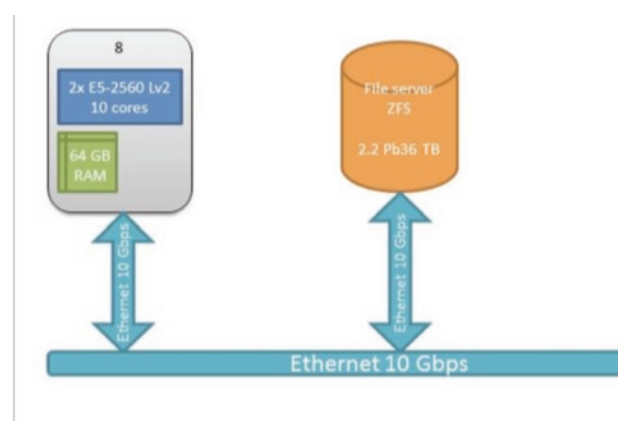 8
2x E5-2560 Lv2
10 cores
64 GB
RAM
File server
ZFS
2.2 Pb36 TB
Ethernet 10 Gbps
Ethernet 10 Gbps
Ethernet 10 Gbps